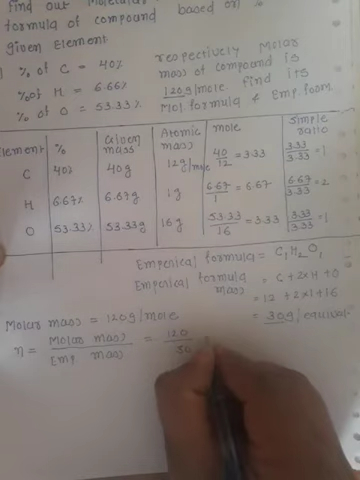 find out Molecular
formula of compound based on %
given Element
% of C = 40% respectively Molar
mass of compound is
% of H = 6.66% 120g/mole. find its
% of O = 53.33% Mol. formula & Emp. form.
Element % Given mass Atomic mass mole Simple ratio
C 40% 40g 12g/mole 40/12 = 3.33 3.33/3.33 = 1
H 6.67% 6.67g 1g 6.67/1 = 6.67 6.67/3.33 = 2
O 53.33% 53.33g 16g 53.33/16 = 3.33 3.33/3.33 = 1
Emperical formula = C1H2O1
Emperical formula mass = C + 2×H + O
= 12 + 2×1 + 16
= 30g/equival.
Molar mass = 120g/mole
n = Molar mass/Emp. mass = 120/30